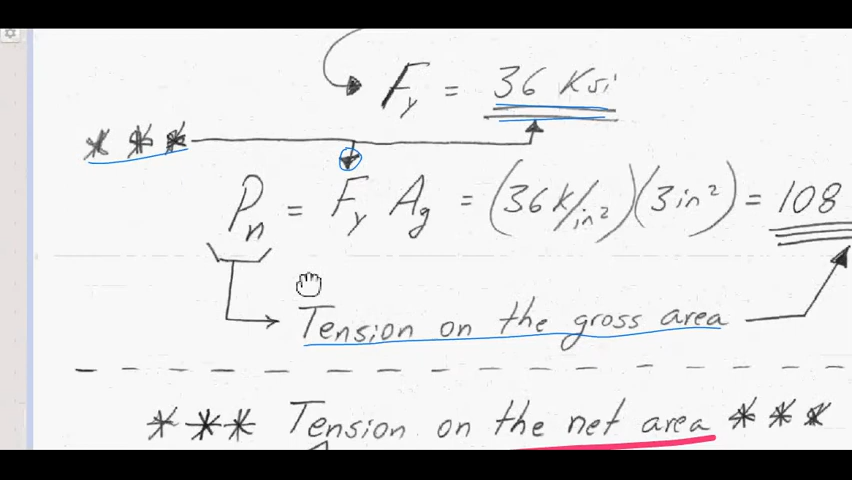 Fy = 36 Ksi
***
Pn = Fy Ag = (36 K/in²)(3 in²) = 108
Tension on the gross area
*** Tension on the net area ***